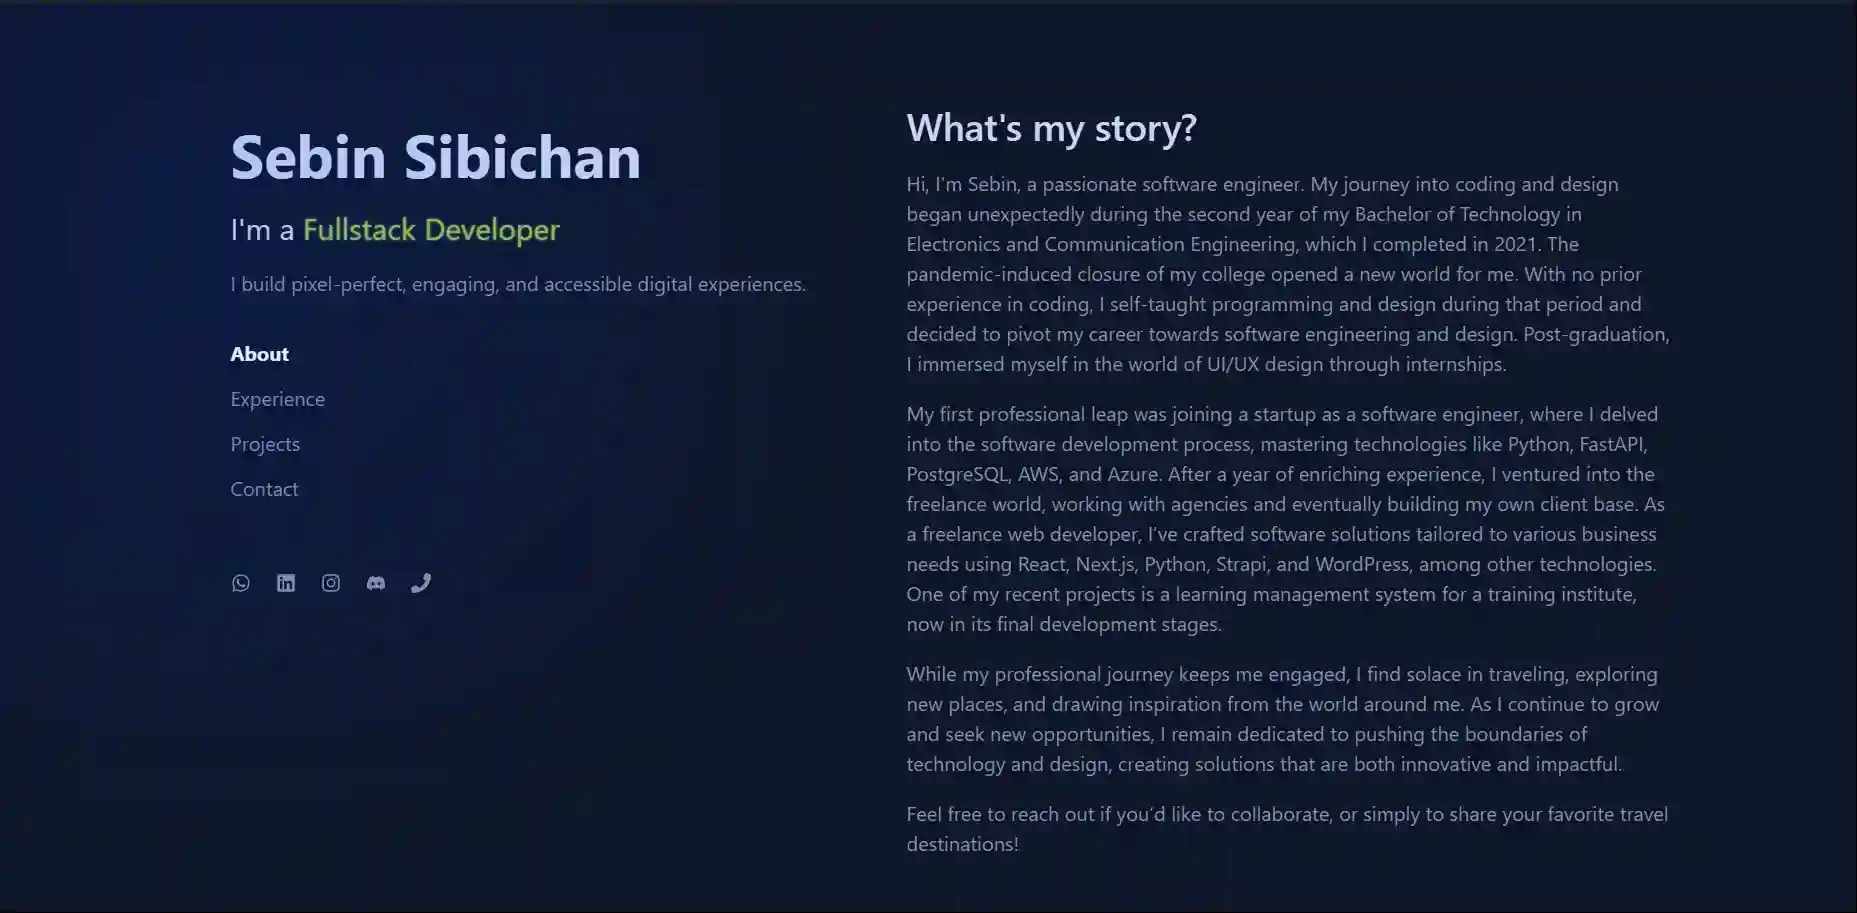 Sebin Sibichan
I'm a Fullstack Developer
I build pixel-perfect, engaging, and accessible digital experiences.
About
Experience
Projects
Contact
What's my story?
Hi, I'm Sebin, a passionate software engineer. My journey into coding and design
began unexpectedly during the second year of my Bachelor of Technology in
Electronics and Communication Engineering, which I completed in 2021. The
pandemic-induced closure of my college opened a new world for me. With no prior
experience in coding, I self-taught programming and design during that period and
decided to pivot my career towards software engineering and design. Post-graduation,
I immersed myself in the world of UI/UX design through internships.
My first professional leap was joining a startup as a software engineer, where I delved
into the software development process, mastering technologies like Python, FastAPI,
PostgreSQL, AWS, and Azure. After a year of enriching experience, I ventured into the
freelance world, working with agencies and eventually building my own client base. As
a freelance web developer, I've crafted software solutions tailored to various business
needs using React, Next.js, Python, Strapi, and WordPress, among other technologies.
One of my recent projects is a learning management system for a training institute,
now in its final development stages.
While my professional journey keeps me engaged, I find solace in traveling, exploring
new places, and drawing inspiration from the world around me. As I continue to grow
and seek new opportunities, I remain dedicated to pushing the boundaries of
technology and design, creating solutions that are both innovative and impactful.
Feel free to reach out if you'd like to collaborate, or simply to share your favorite travel
destinations!